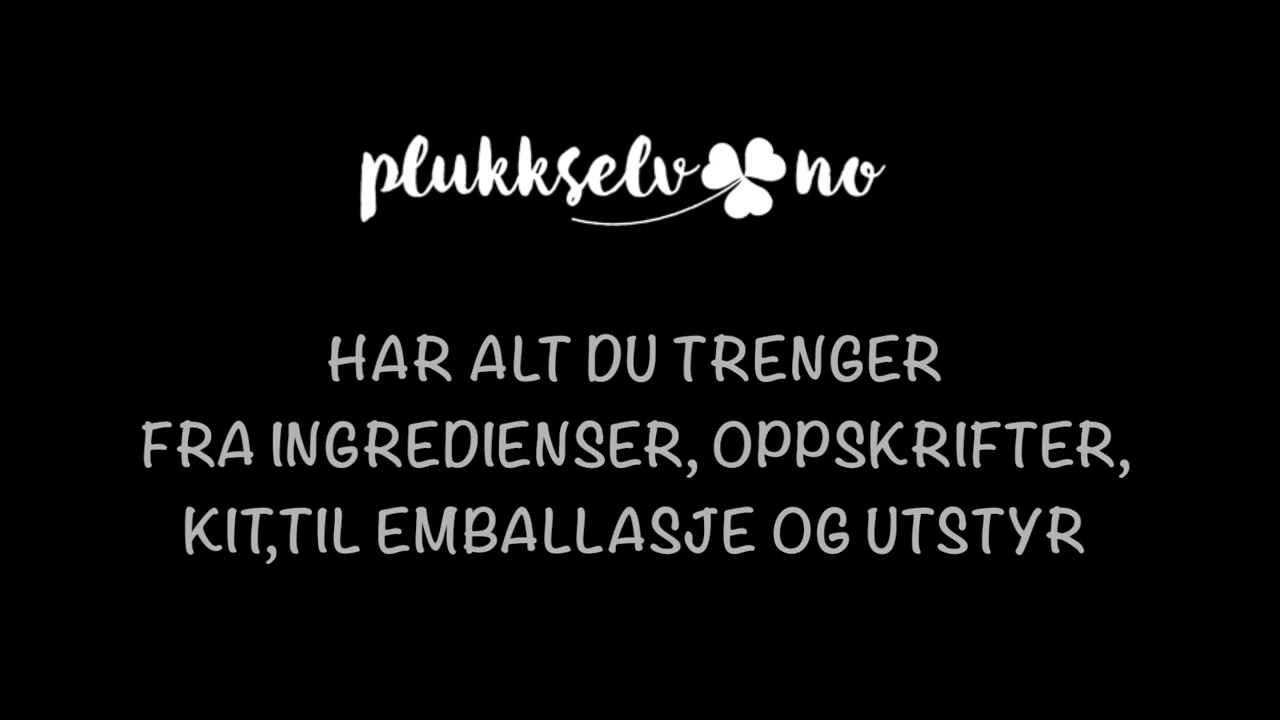 plukkselv no
HAR ALT DU TRENGER
FRA INGREDIENSER, OPPSKRIFTER,
KIT,TIL EMBALLASJE OG UTSTYR